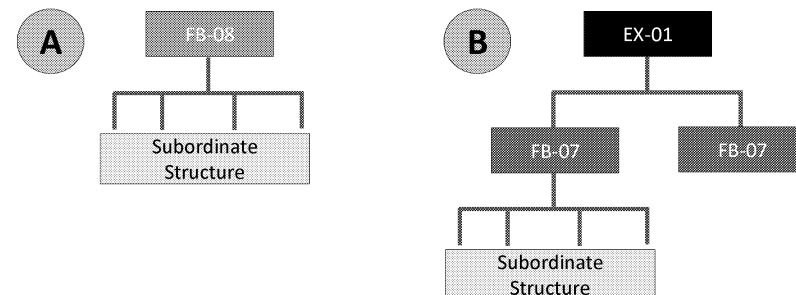 A
FB-08
Subordinate
Structure
B
EX-01
FB-07
FB-07
Subordinate
Structure